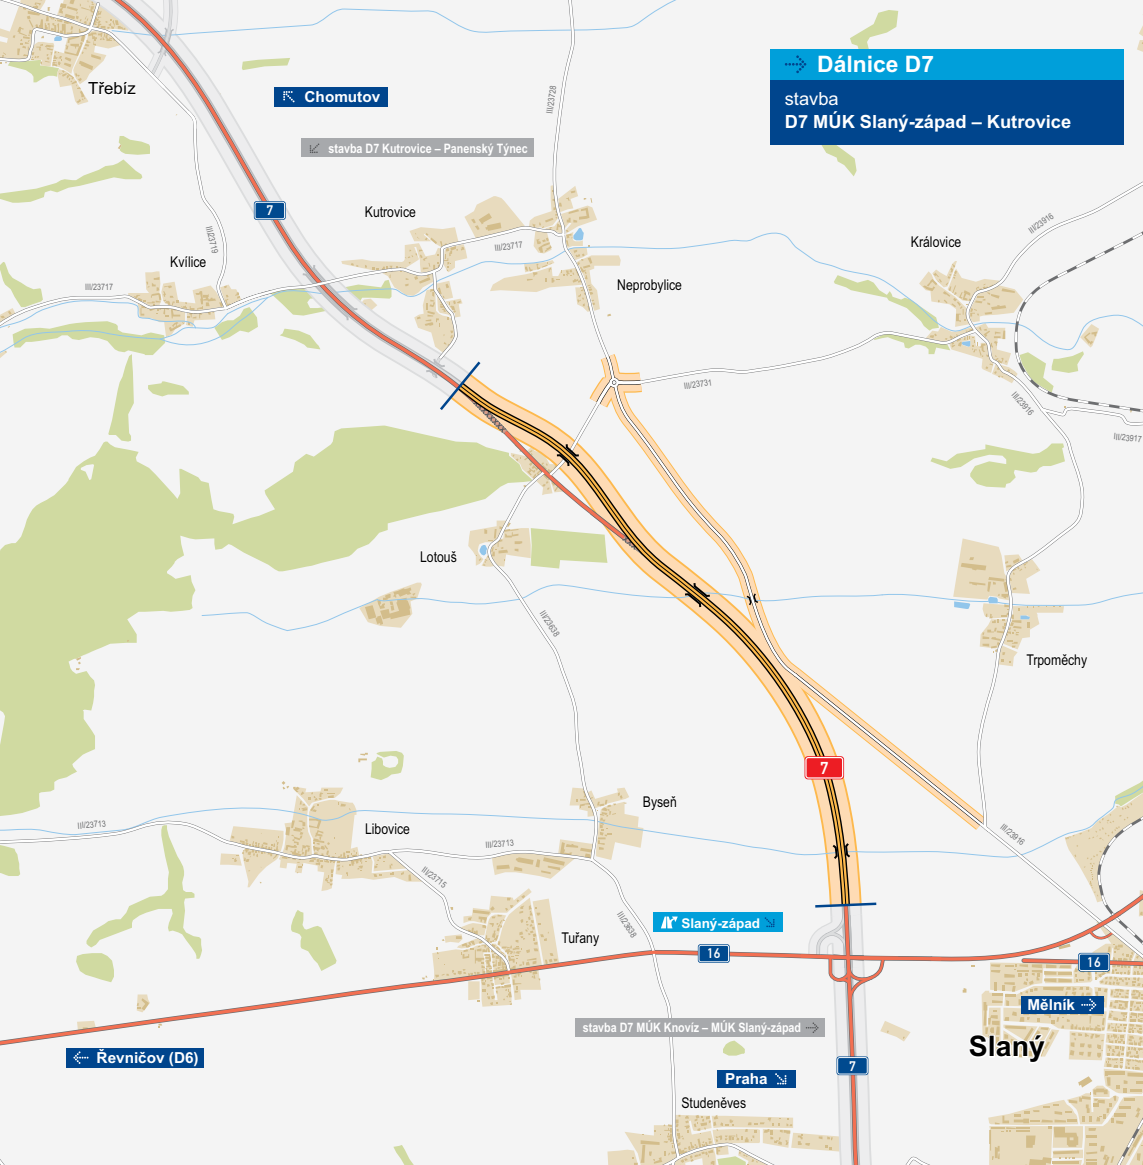 Dálnice D7
stavba
D7 MÚK Slaný-západ – Kutrovice
Třebíz
Chomutov
III/23728
stavba D7 Kutrovice – Panenský Týnec
7
Kutrovice
III/23916
III/23719
III/23717
Královice
Kvílice
Neprobylice
III/23717
III/23731
III/23916
III/23917
Lotouš
III/23638
Trpoměchy
7
Byseň
III/23713
Libovice
III/23713
III/23916
III/23715
III/23638
Slaný-západ
Tuřany
16
16
Mělník
stavba D7 MÚK Knovíz – MÚK Slaný-západ
Slaný
Řevničov (D6)
7
Praha
Studeněves